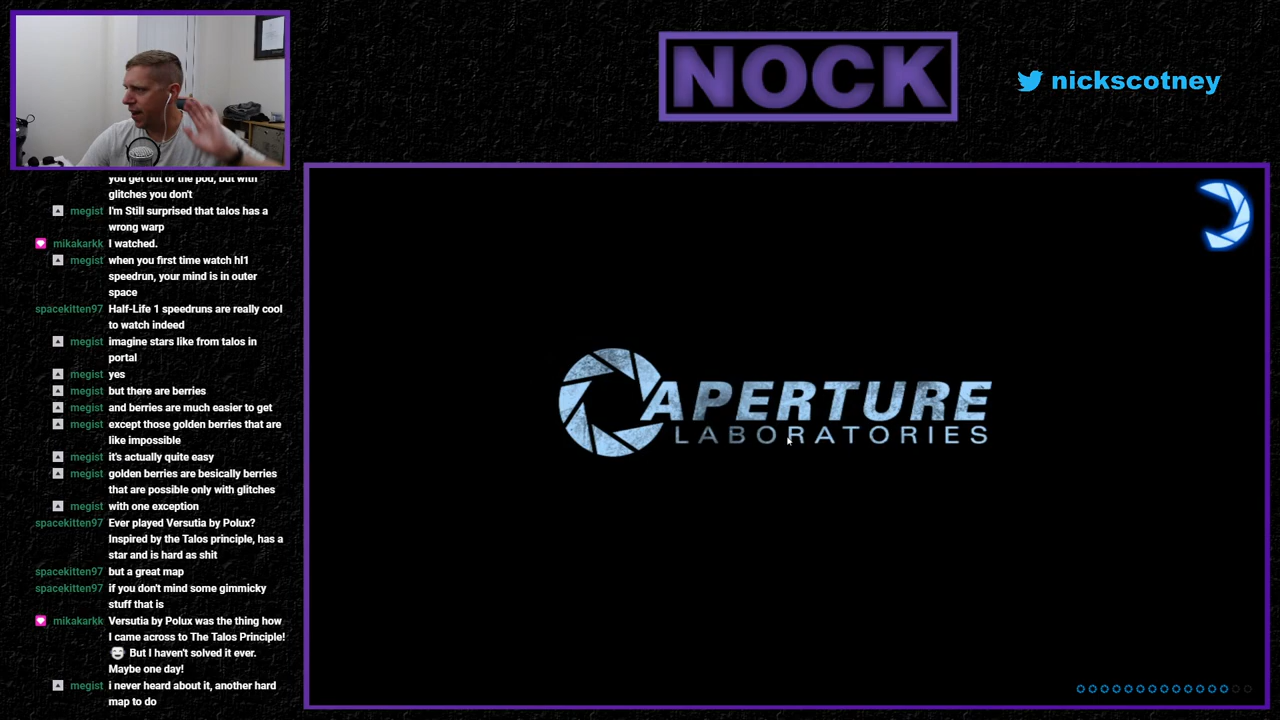 NOCK
nickscotney
you get out of the pod, but with
glitches you don't
megist I'm Still surprised that talos has a
wrong warp
mikakarkk I watched.
megist when you first time watch hl1
speedrun, your mind is in outer
space
spacekitten97 Half-Life 1 speedruns are really cool
to watch indeed
megist imagine stars like from talos in
portal
megist yes
megist but there are berries
megist and berries are much easier to get
megist except those golden berries that are
like impossible
megist it's actually quite easy
megist golden berries are besically berries
that are possible only with glitches
megist with one exception
spacekitten97 Ever played Versutia by Polux?
Inspired by the Talos principle, has a
star and is hard as shit
spacekitten97 but a great map
spacekitten97 if you don't mind some gimmicky
stuff that is
mikakarkk Versutia by Polux was the thing how
I came across to The Talos Principle!
But I haven't solved it ever.
Maybe one day!
megist i never heard about it, another hard
map to do
APERTURE
LABORATORIES